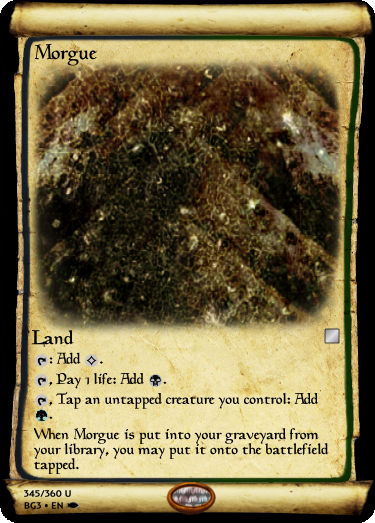 Morgue
Land
: Add .
, Pay 1 life: Add .
, Tap an untapped creature you control: Add
.
When Morgue is put into your graveyard from
your library, you may put it onto the battlefield
tapped.
345/360 U
BG3 • EN